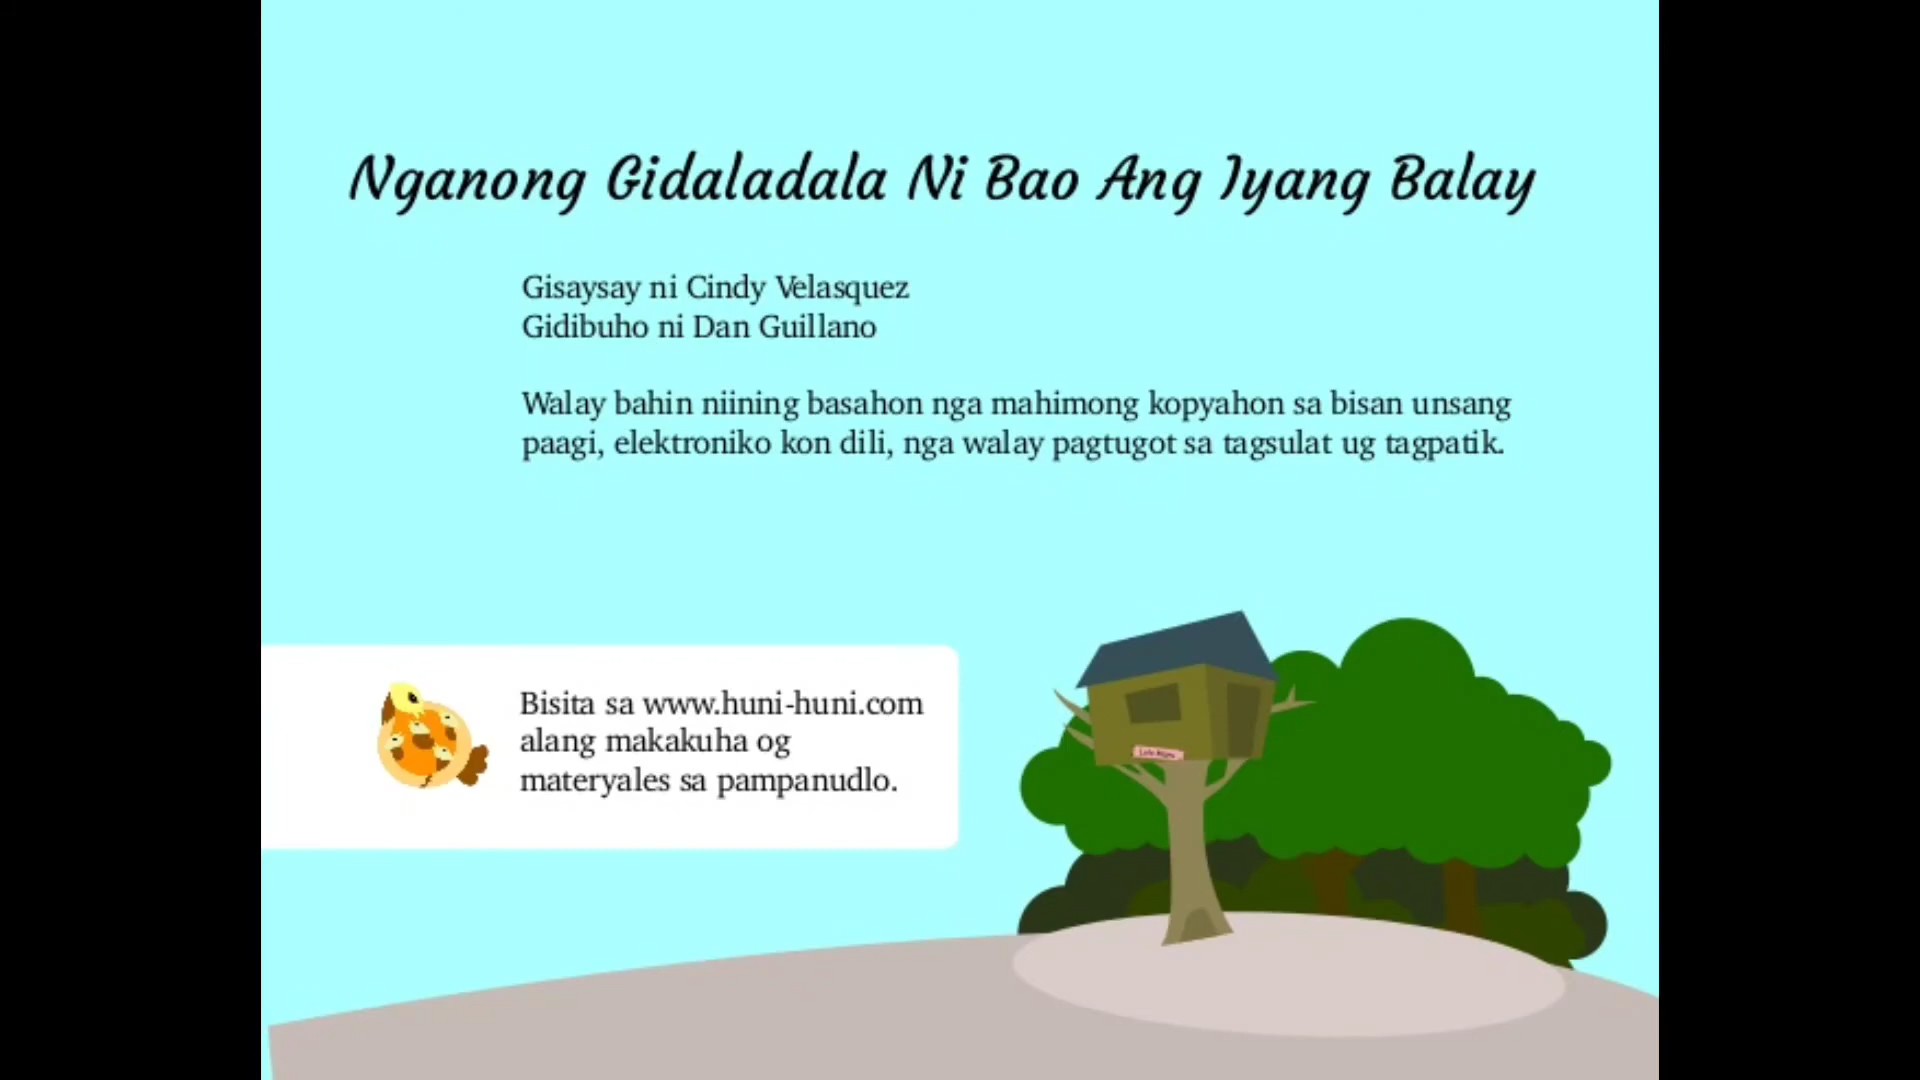 Nganong Gidaladala Ni Bao Ang Iyang Balay
Gisaysay ni Cindy Velasquez
Gidibuho ni Dan Guillano
Walay bahin niining basahon nga mahimong kopyahon sa bisan unsang
paagi, elektroniko kon dili, nga walay pagtugot sa tagsulat ug tagpatik.
Bisita sa www.huni-huni.com
alang makakuha og
materyales sa pampanudlo.